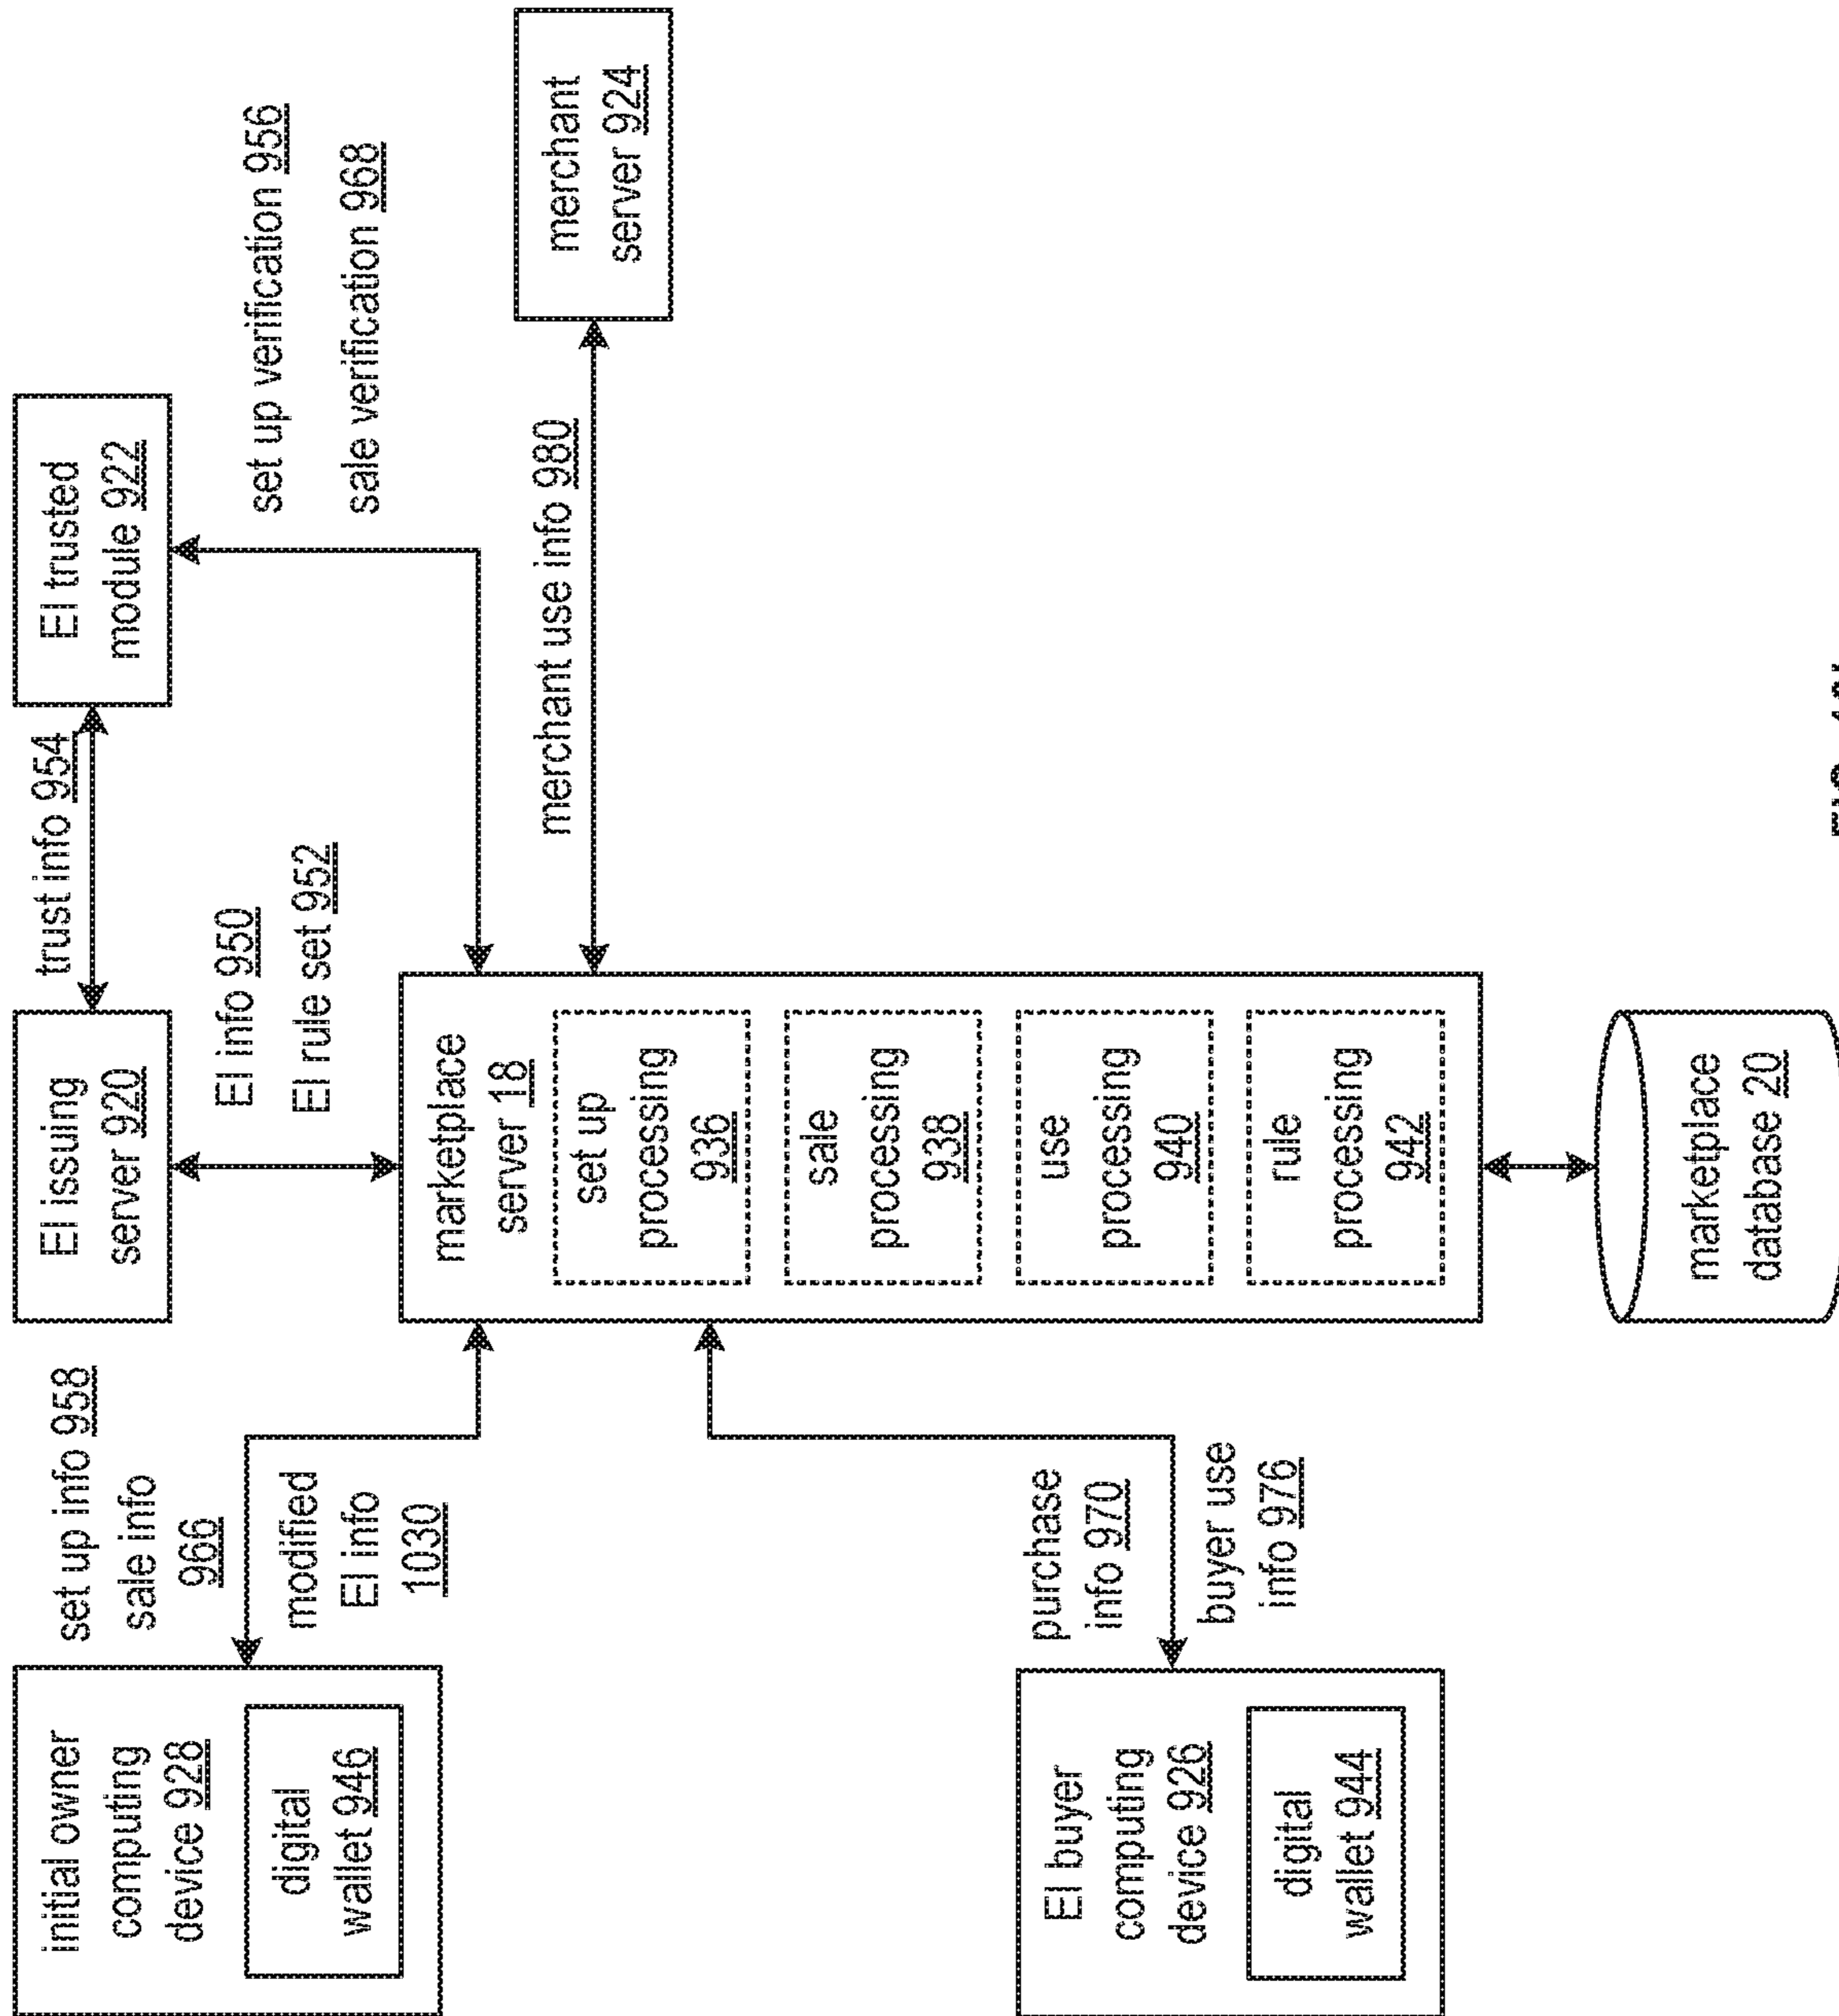 initial owner
computing
device 928
digital
wallet 946
set up info 958
sale info
966
modified
EI info
1030
EI issuing
server 920
trust info 954
EI trusted
module 922
EI info 950
EI rule set 952
set up verification 956
sale verification 968
marketplace
server 18
set up
processing
936
sale
processing
938
use
processing
940
rule
processing
942
merchant use info 980
merchant
server 924
EI buyer
computing
device 926
digital
wallet 944
purchase
info 970
buyer use
info 976
marketplace
database 20